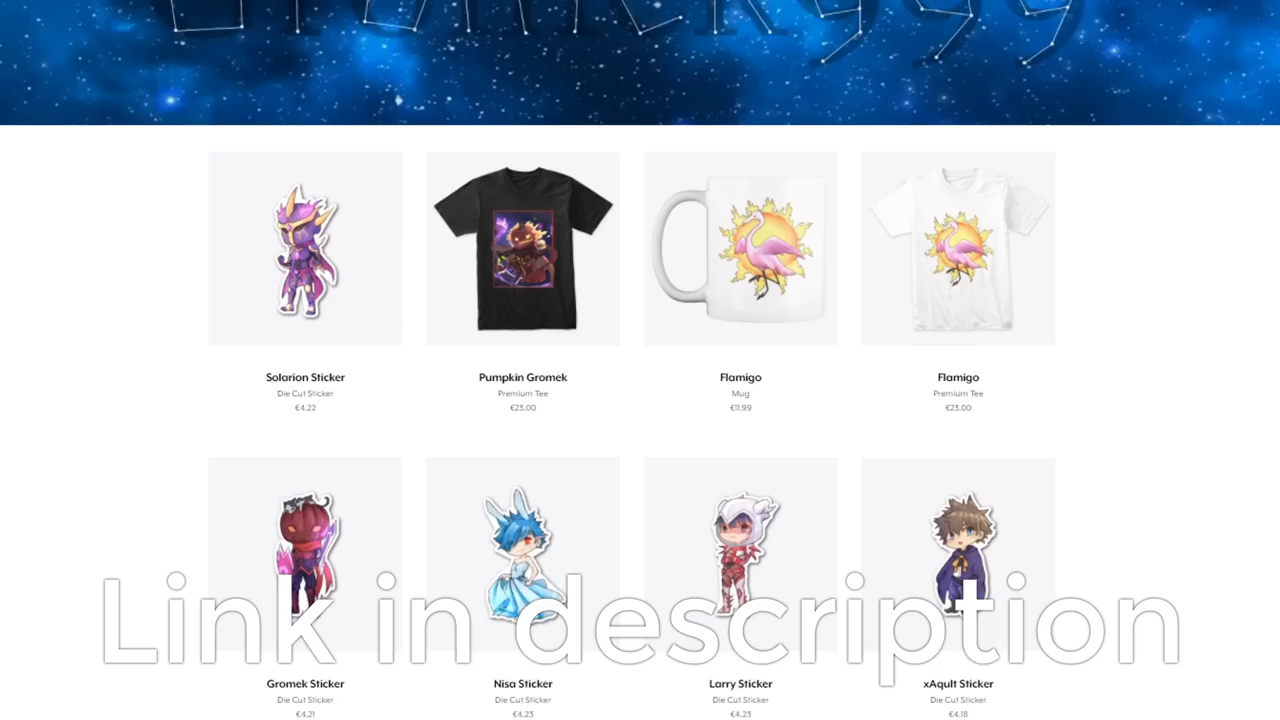 Gromek999
Solarion Sticker
Die Cut Sticker
€4.22
Pumpkin Gromek
Premium Tee
€23.00
Flamigo
Mug
€11.99
Flamigo
Premium Tee
€23.00
Link in description
Gromek Sticker
Die Cut Sticker
€4.21
Nisa Sticker
Die Cut Sticker
€4.23
Larry Sticker
Die Cut Sticker
€4.23
xAqult Sticker
Die Cut Sticker
€4.18